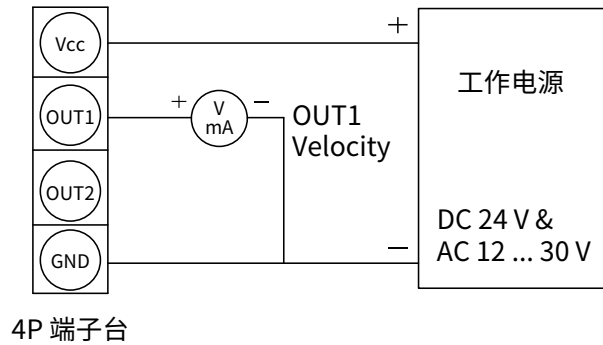 Vcc
+
工作电源
OUT1
+
V
mA
−
OUT1
Velocity
OUT2
DC 24 V &
AC 12 ... 30 V
GND
−
4P 端子台